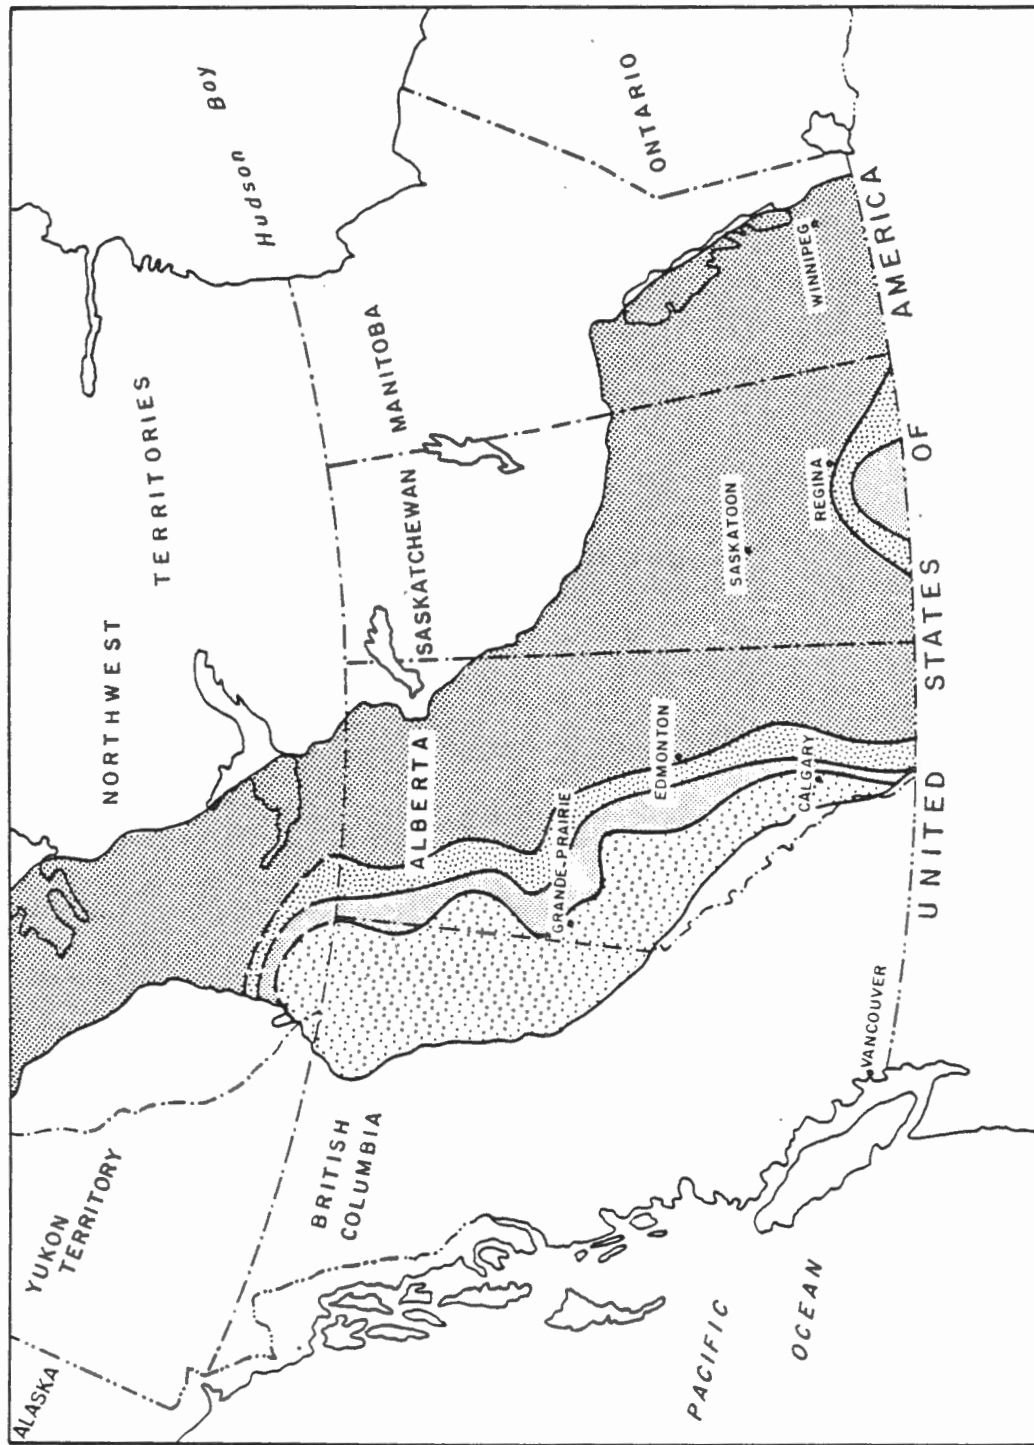 ALASKA
YUKON
TERRITORY
NORTHWEST
TERRITORIES
Hudson Bay
BRITISH
COLUMBIA
ALBERTA
SASKATCHEWAN
MANITOBA
ONTARIO
GRANDE-PRAIRIE
EDMONTON
SASKATOON
CALGARY
REGINA
WINNIPEG
VANCOUVER
PACIFIC
OCEAN
UNITED STATES OF AMERICA